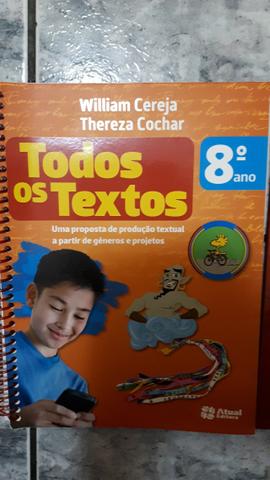 William Cereja
Thereza Cochar
Todos
os Textos
8º
ano
Uma proposta de produção textual
a partir de gêneros e projetos
Atual
Editora